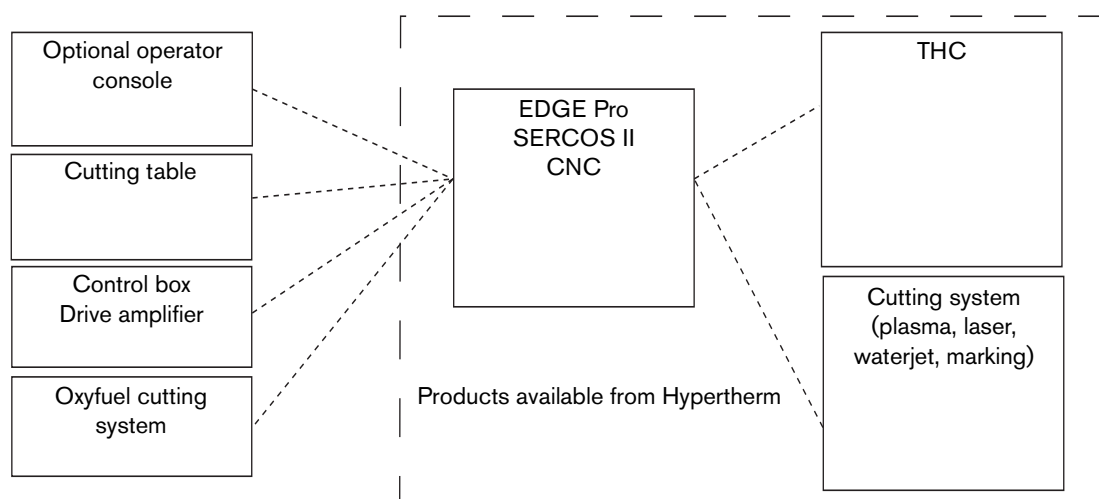 Optional operator
console
Cutting table
Control box
Drive amplifier
Oxyfuel cutting
system
EDGE Pro
SERCOS II
CNC
Products available from Hypertherm
THC
Cutting system
(plasma, laser,
waterjet, marking)